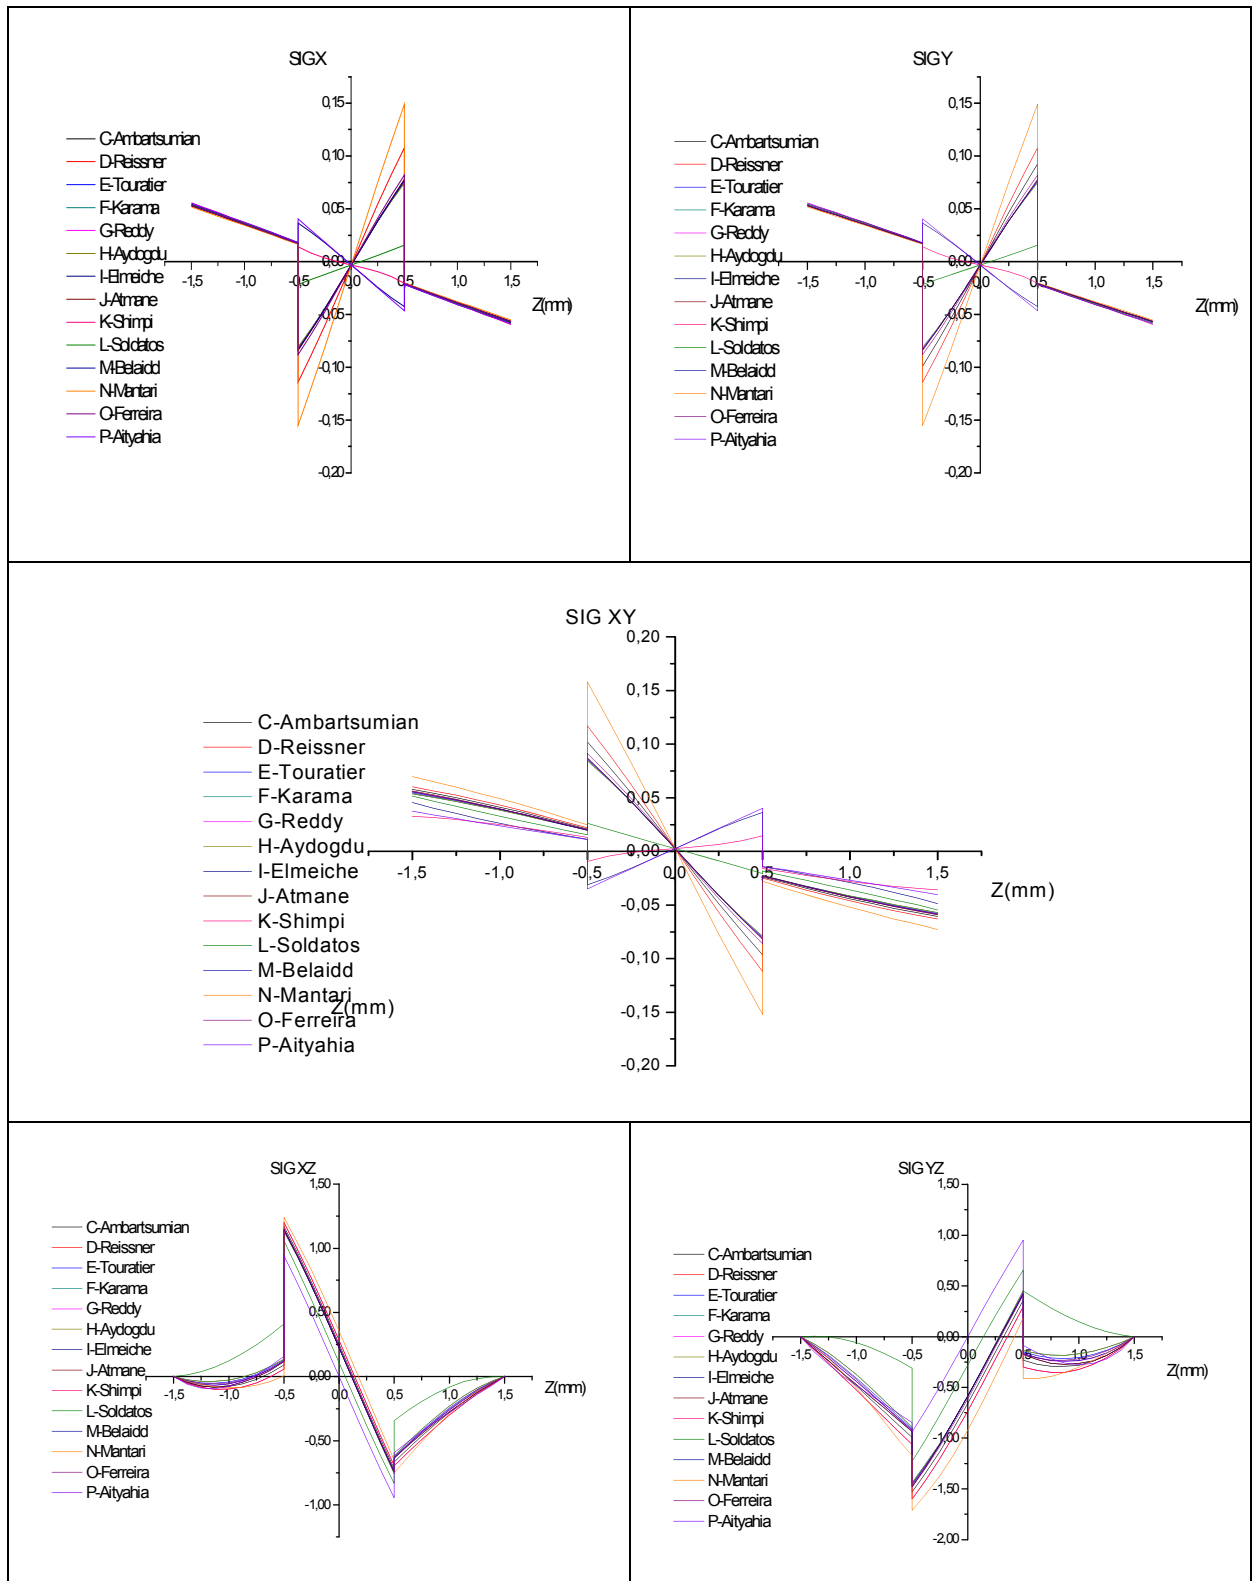 SIGX
0,15
0,10
0,05
0,00
-0,05
-0,10
-0,15
-0,20
-1,5
-1,0
-0,5
0,0
0,5
1,0
1,5
Z(mm)
C-Ambartsumian
D-Reissner
E-Touratier
F-Karama
G-Reddy
H-Aydogdu
I-Elmeiche
J-Atmane
K-Shimpi
L-Soldatos
M-Belaidd
N-Mantari
O-Ferreira
P-Aityahia
SIGY
0,15
0,10
0,05
0,00
-0,05
-0,10
-0,15
-0,20
-1,5
-1,0
-0,5
0,0
0,5
1,0
1,5
Z(mm)
C-Ambartsumian
D-Reissner
E-Touratier
F-Karama
G-Reddy
H-Aydogdu
I-Elmeiche
J-Atmane
K-Shimpi
L-Soldatos
M-Belaidd
N-Mantari
O-Ferreira
P-Aityahia
SIG XY
0,20
0,15
0,10
0,05
0,00
-0,05
-0,10
-0,15
-0,20
-1,5
-1,0
-0,5
0,0
0,5
1,0
1,5
Z(mm)
C-Ambartsumian
D-Reissner
E-Touratier
F-Karama
G-Reddy
H-Aydogdu
I-Elmeiche
J-Atmane
K-Shimpi
L-Soldatos
M-Belaidd
N-Mantari
Z(mm)
O-Ferreira
P-Aityahia
SIGXZ
1,50
1,00
0,50
0,00
-0,50
-1,00
-1,5
-1,0
-0,5
0,0
0,5
1,0
1,5
Z(mm)
C-Ambartsumian
D-Reissner
E-Touratier
F-Karama
G-Reddy
H-Aydogdu
I-Elmeiche
J-Atmane
K-Shimpi
L-Soldatos
M-Belaidd
N-Mantari
O-Ferreira
P-Aityahia
SIGYZ
1,50
1,00
0,50
0,00
-0,50
-1,00
-1,50
-2,00
-1,5
-1,0
-0,5
0,0
0,5
1,0
1,5
Z(mm)
C-Ambartsumian
D-Reissner
E-Touratier
F-Karama
G-Reddy
H-Aydogdu
I-Elmeiche
J-Atmane
K-Shimpi
L-Soldatos
M-Belaidd
N-Mantari
O-Ferreira
P-Aityahia